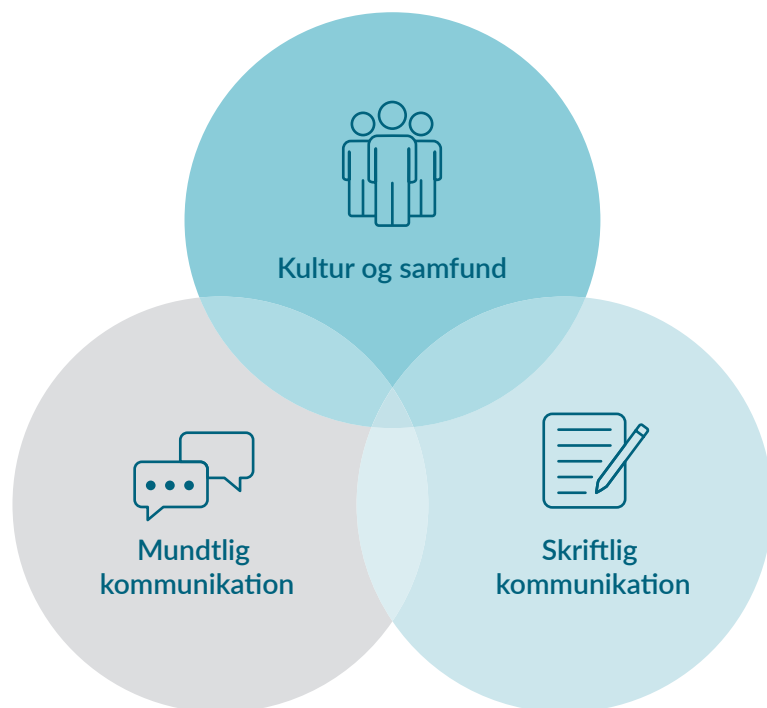 Kultur og samfund
Mundtlig
kommunikation
Skriftlig
kommunikation